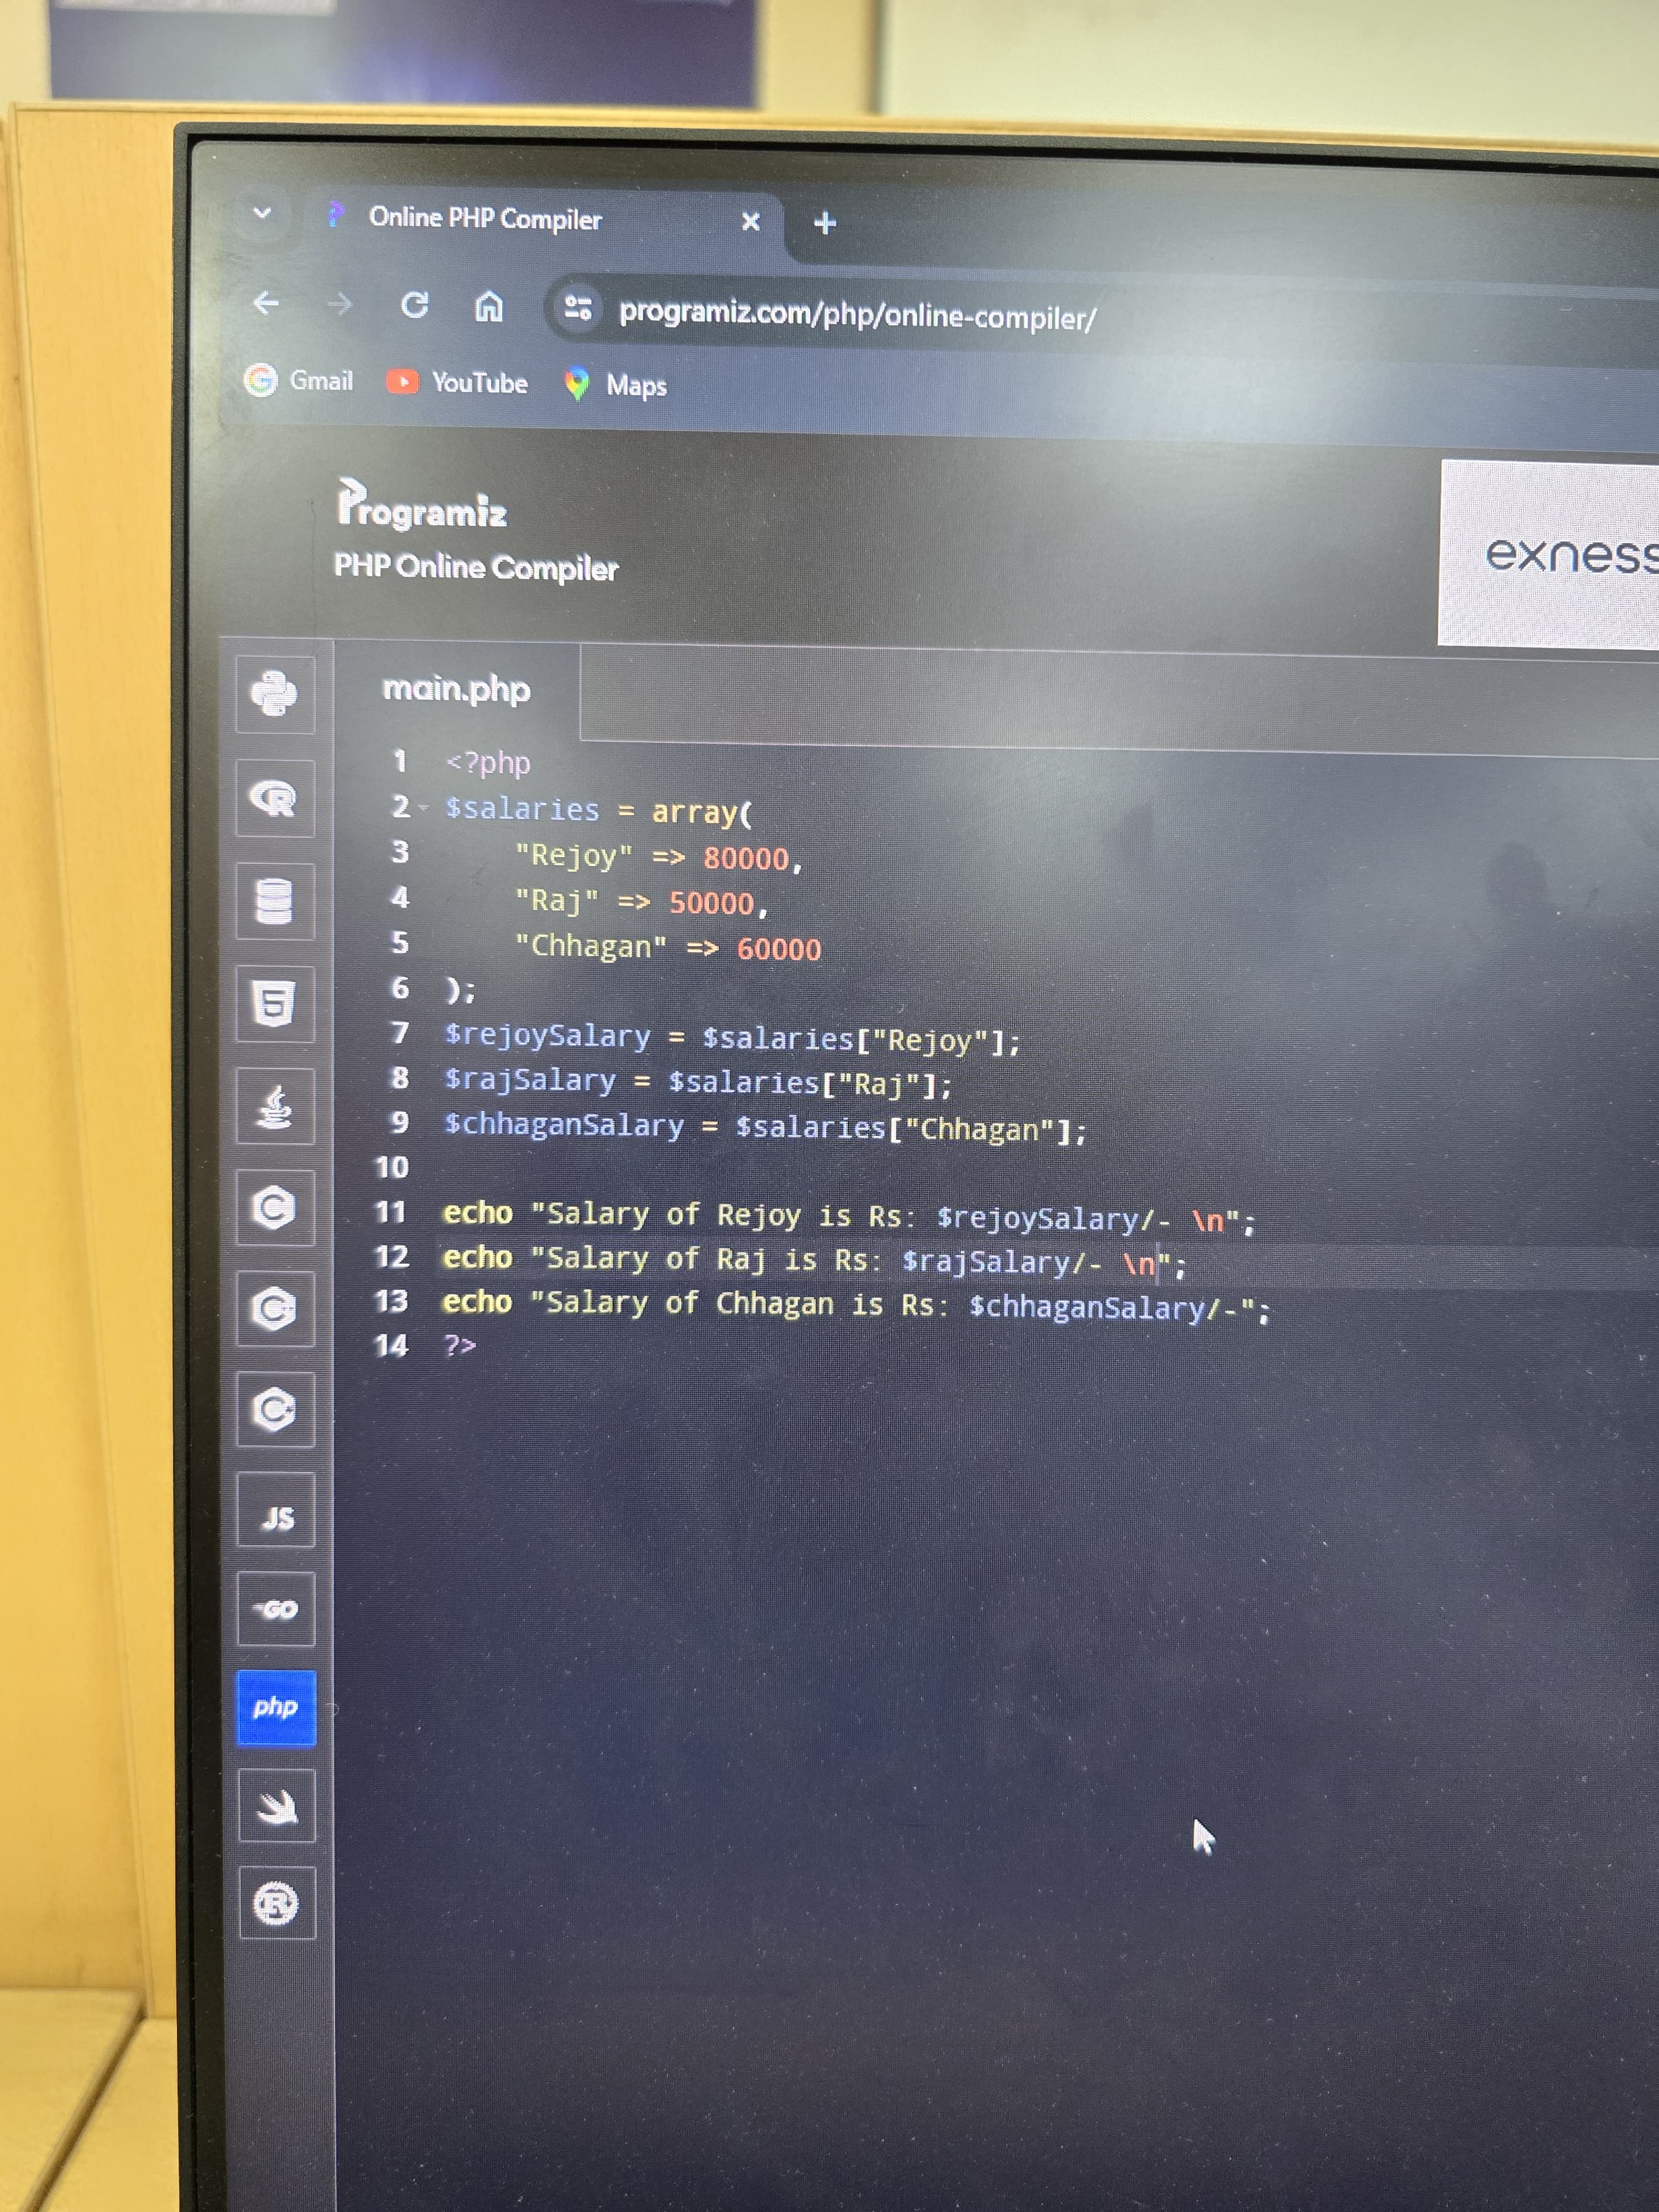 Online PHP Compiler
programiz.com/php/online-compiler/
Gmail YouTube Maps
Programiz
PHP Online Compiler
exness
main.php
1 <?php
2 $salaries = array(
3 "Rejoy" => 80000,
4 "Raj" => 50000,
5 "Chhagan" => 60000
6 );
7 $rejoySalary = $salaries["Rejoy"];
8 $rajSalary = $salaries["Raj"];
9 $chhaganSalary = $salaries["Chhagan"];
10
11 echo "Salary of Rejoy is Rs: $rejoySalary/- \n";
12 echo "Salary of Raj is Rs: $rajSalary/- \n";
13 echo "Salary of Chhagan is Rs: $chhaganSalary/-";
14 ?>
R
5
C
C
C
JS
GO
php
R